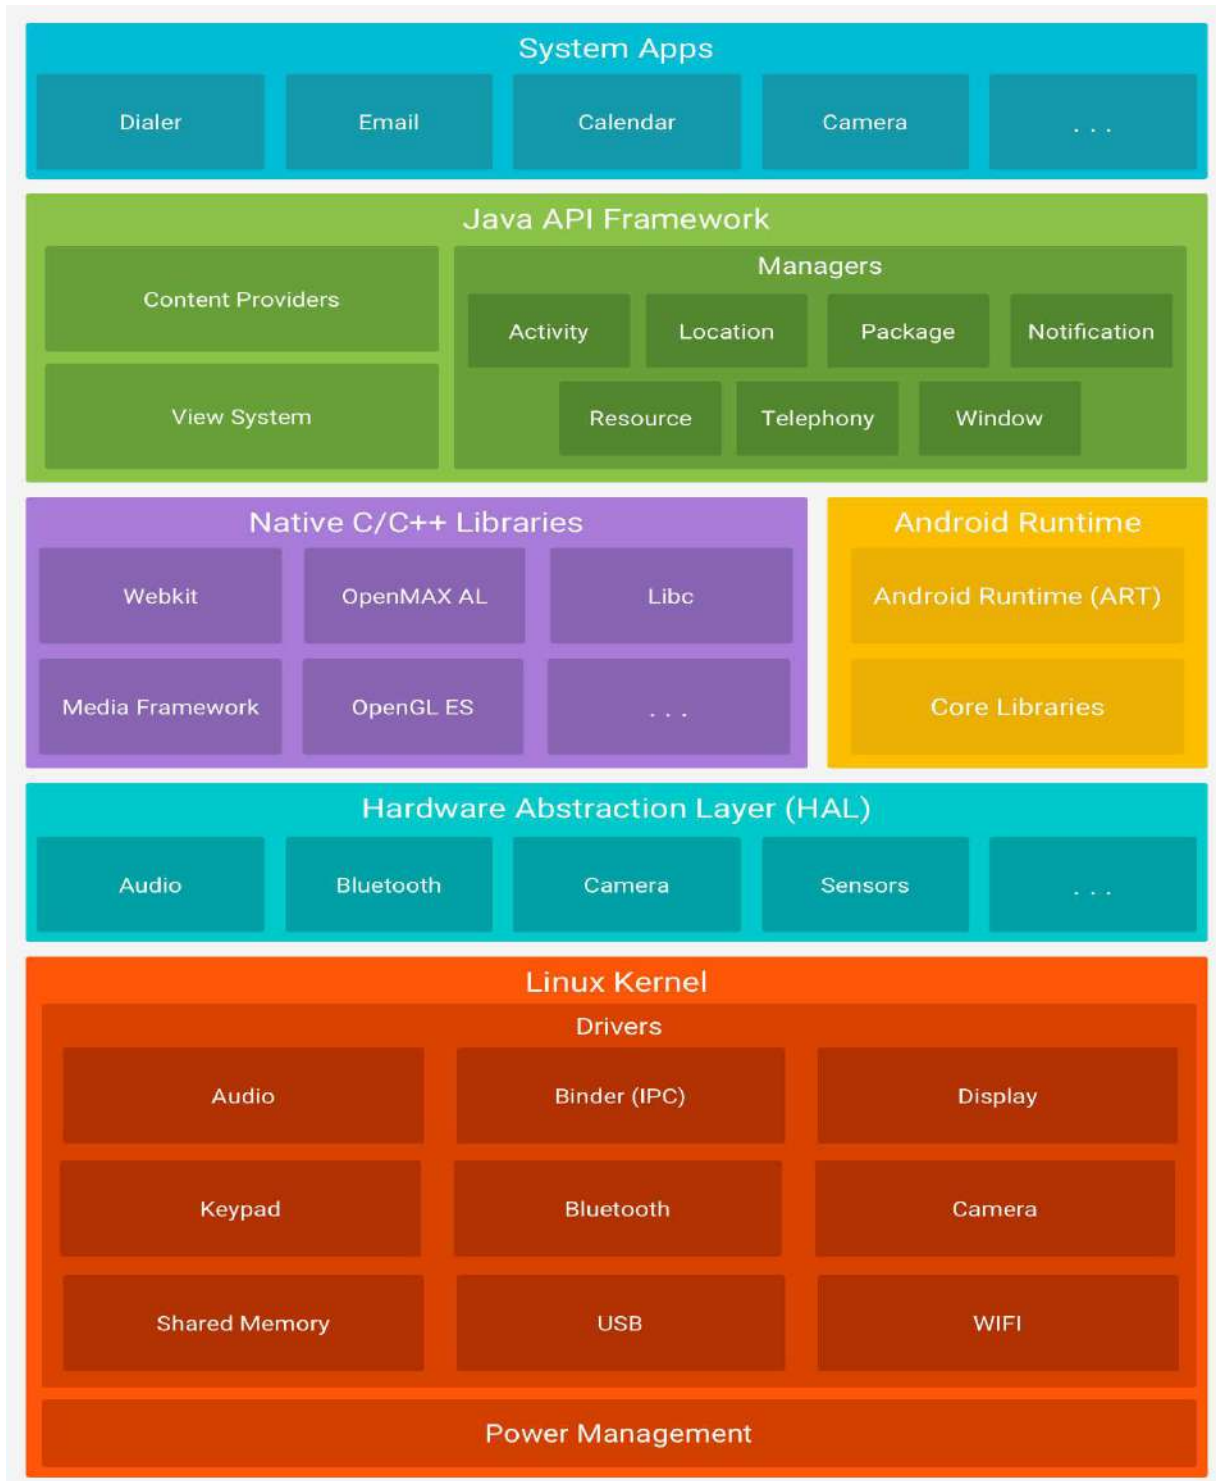 System Apps
Dialer Email Calendar Camera . . .
Java API Framework
Content Providers
View System
Managers
Activity Location Package Notification
Resource Telephony Window
Native C/C++ Libraries
Webkit OpenMAX AL Libc
Media Framework OpenGL ES . . .
Android Runtime
Android Runtime (ART)
Core Libraries
Hardware Abstraction Layer (HAL)
Audio Bluetooth Camera Sensors . . .
Linux Kernel
Drivers
Audio Binder (IPC) Display
Keypad Bluetooth Camera
Shared Memory USB WIFI
Power Management